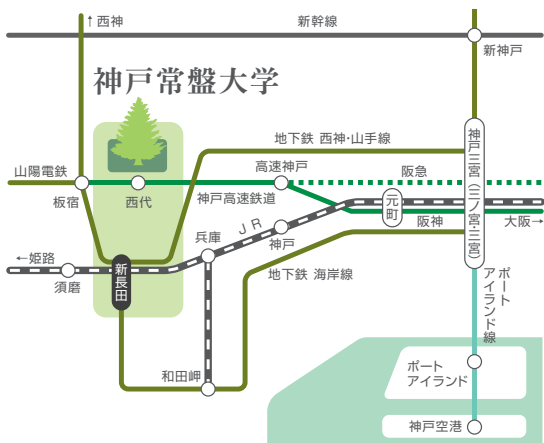 ↑西神
新幹線
新神戸
神戸常盤大学
地下鉄 西神・山手線
神戸三宮(三ノ宮・三宮)
山陽電鉄
高速神戸
阪急
板宿
西代
神戸高速鉄道
元町
阪神
大阪→
JR
兵庫
神戸
←姫路
須磨
新長田
地下鉄 海岸線
ポート
アイランド線
和田岬
ポート
アイランド
神戸空港